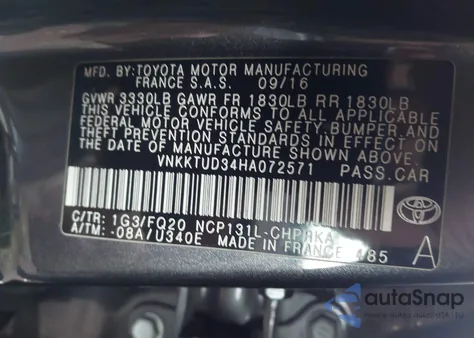 MFD. BY:TOYOTA MOTOR MANUFACTURING
FRANCE S.A.S. 09/16
GVWR 3330LB GAWR FR 1830LB RR 1830LB
THIS VEHICLE CONFORMS TO ALL APPLICABLE
FEDERAL MOTOR VEHICLE SAFETY, BUMPER, AND
THEFT PREVENTION STANDARDS IN EFFECT ON
THE DATE OF MANUFACTURE SHOWN ABOVE.
VNKKTUD34HA072571 PASS.CAR
C/TR: 1G3/FQ20 NCP131L-CHPRKA
A/TM: -08A/U340E MADE IN FRANCE 485
A
autoSnap